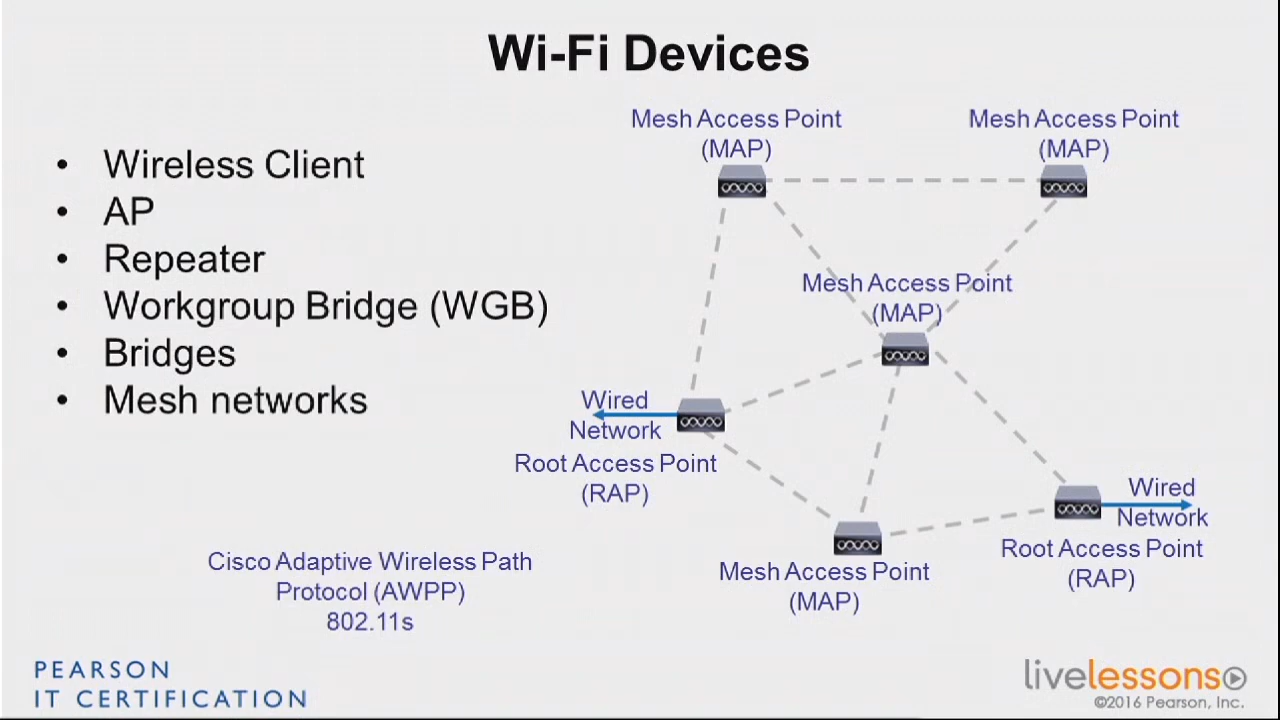 Wi-Fi Devices
• Wireless Client
• AP
• Repeater
• Workgroup Bridge (WGB)
• Bridges
• Mesh networks
Mesh Access Point
(MAP)
Mesh Access Point
(MAP)
Mesh Access Point
(MAP)
Wired
Network
Root Access Point
(RAP)
Wired
Network
Root Access Point
(RAP)
Mesh Access Point
(MAP)
Cisco Adaptive Wireless Path
Protocol (AWPP)
802.11s
PEARSON
IT CERTIFICATION
livelessons
©2016 Pearson, Inc.